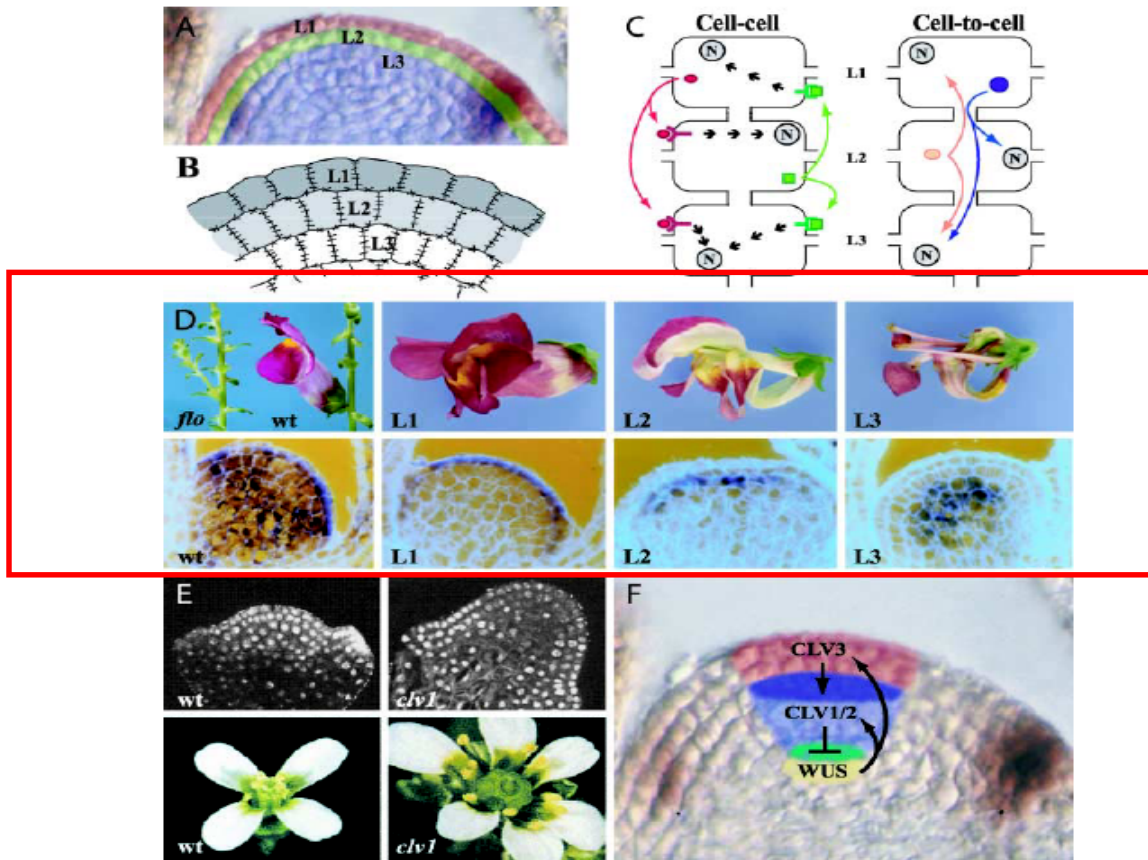 A
L1
L2
L3
B
L1
L2
L3
C
Cell-cell
Cell-to-cell
N
N
L1
N
L2
N
N
L3
N
D
flo
wt
L1
L2
L3
wt
L1
L2
L3
E
wt
clv1
wt
clv1
F
CLV3
CLV1/2
WUS